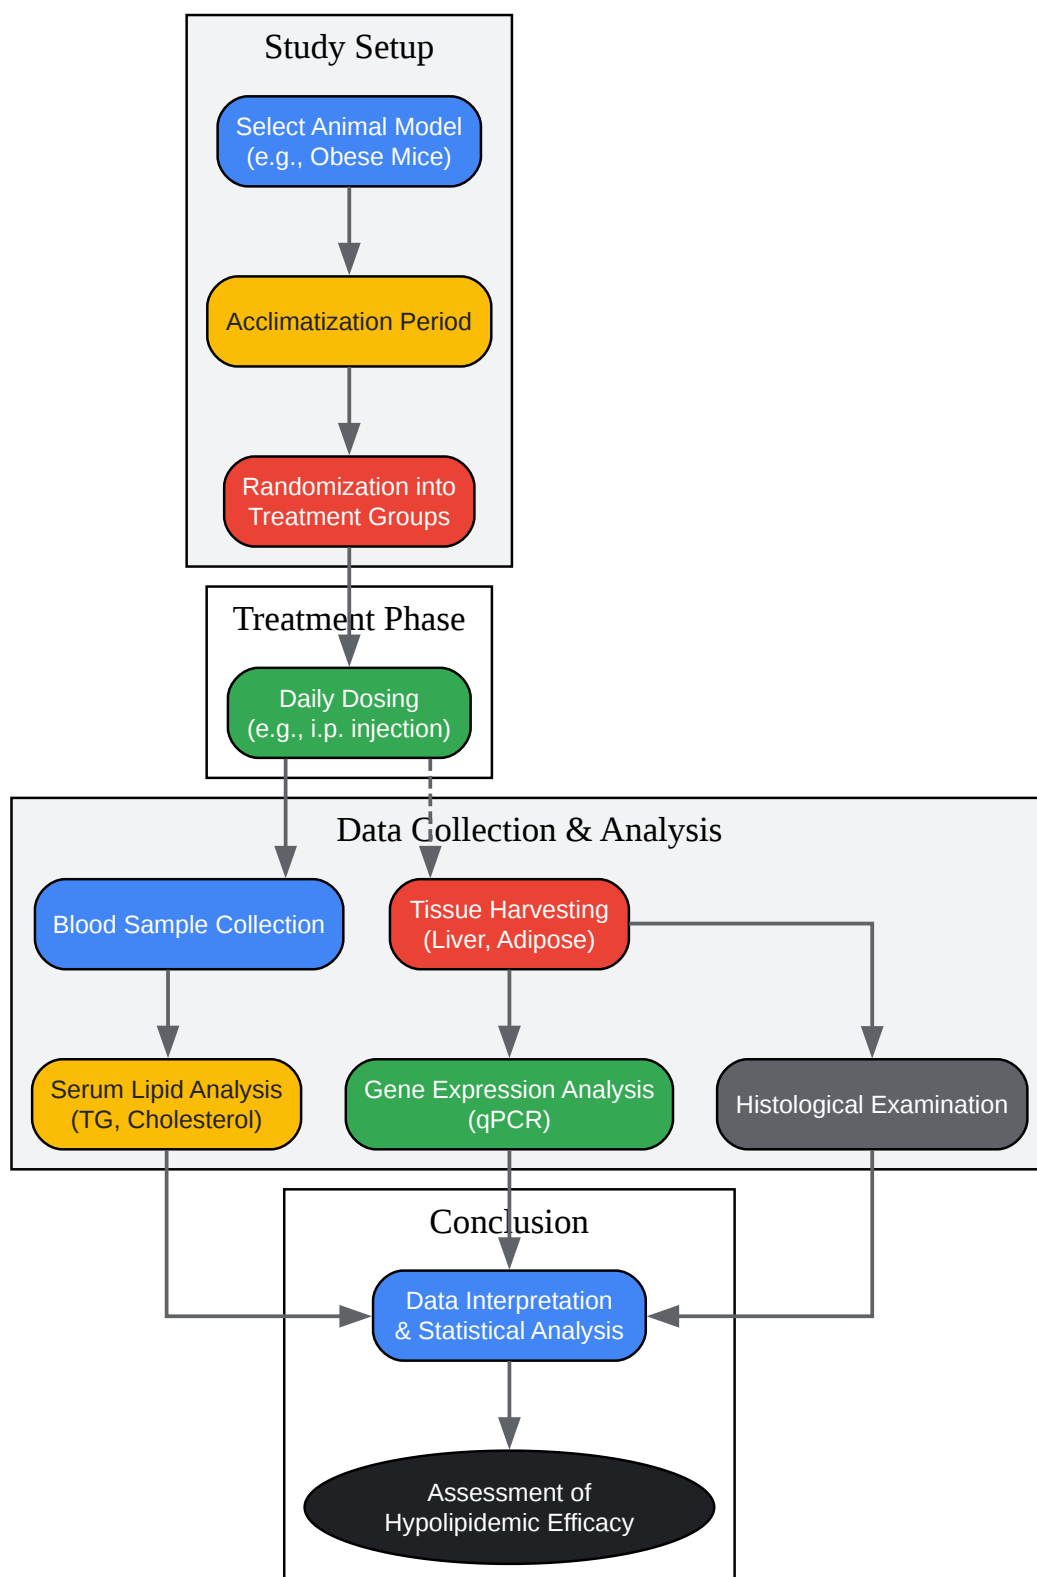 Study Setup
Select Animal Model
(e.g., Obese Mice)
Acclimatization Period
Randomization into
Treatment Groups
Treatment Phase
Daily Dosing
(e.g., i.p. injection)
Data Collection & Analysis
Blood Sample Collection
Tissue Harvesting
(Liver, Adipose)
Serum Lipid Analysis
(TG, Cholesterol)
Gene Expression Analysis
(qPCR)
Histological Examination
Conclusion
Data Interpretation
& Statistical Analysis
Assessment of
Hypolipidemic Efficacy